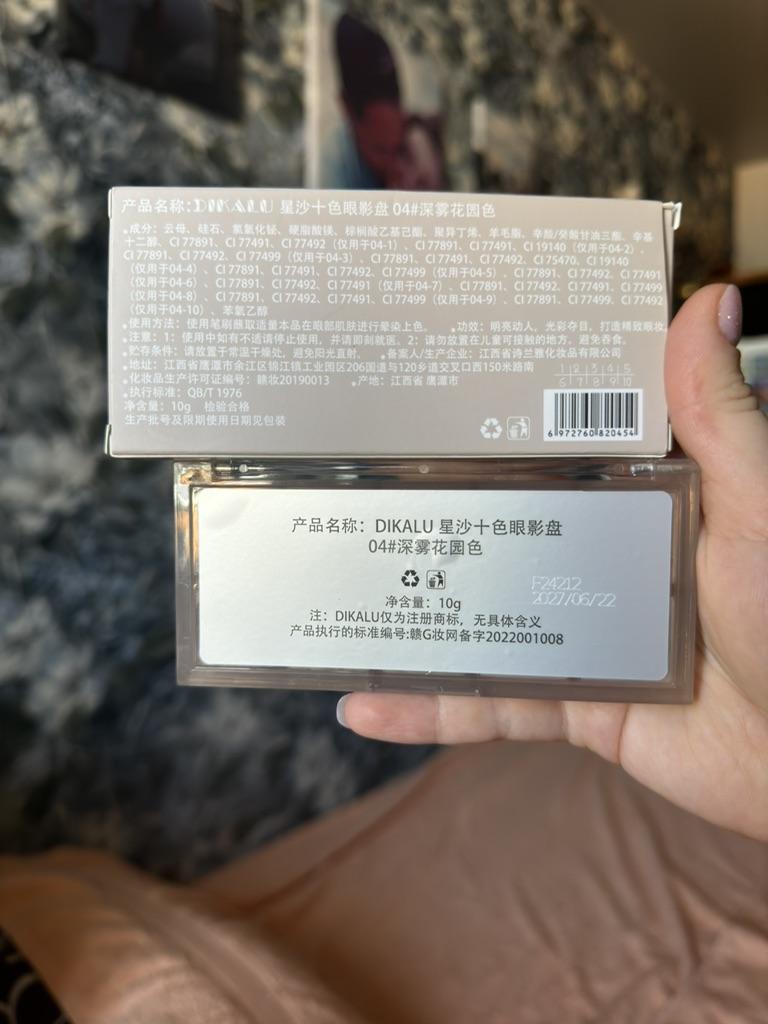 产品名称:DIKALU 星沙十色眼影盘 04#深雾花园色
成分：云母、硅石、氯氧化铋、硬脂酸镁、棕榈酸乙基己酯、聚异丁烯、羊毛脂、辛酸/癸酸甘油三酯、辛基
十二醇、CI 77891、CI 77491、CI 77492（仅用于04-1）、CI 77891、CI 77491、CI 19140（仅用于04-2）、
CI 77891、CI 77492、CI 77499（仅用于04-3）、CI 77891、CI 77491、CI 77492、CI 75470、CI 19140
（仅用于04-4）、CI 77891、CI 77492、CI 77499（仅用于04-5）、CI 77891、CI 77492、CI 77491
（仅用于04-6）、CI 77891、CI 77492、CI 77491（仅用于04-7）、CI 77891、CI 77492、CI 77491、CI 77499
（仅用于04-8）、CI 77891、CI 77492、CI 77491、CI 77499（仅用于04-9）、CI 77891、CI 77499、CI 77492
（仅用于04-10）、苯氧乙醇
使用方法：使用笔刷蘸取适量本品在眼部肌肤进行晕染上色。 功效：明亮动人，光彩夺目，打造精致眼妆
注意：1：使用中如有不适请停止使用，并请即刻就医。2：请勿放置在儿童可接触的地方，避免吞食。
贮存条件：请放置于常温干燥处，避免阳光直射。 备案人/生产企业：江西省诗兰雅化妆品有限公司
地址：江西省鹰潭市余江区锦江镇工业园区206国道与120乡道交叉口西150米路南
化妆品生产许可证编号：赣妆20190013 产地：江西省 鹰潭市
执行标准：QB/T 1976
净含量：10g 检验合格
生产批号及限期使用日期见包装
1 2 3 4 5
6 7 8 9 10
6 972760 820454
产品名称：DIKALU 星沙十色眼影盘
04#深雾花园色
F24212
2027/06/22
净含量：10g
注：DIKALU仅为注册商标，无具体含义
产品执行的标准编号:赣G妆网备字2022001008